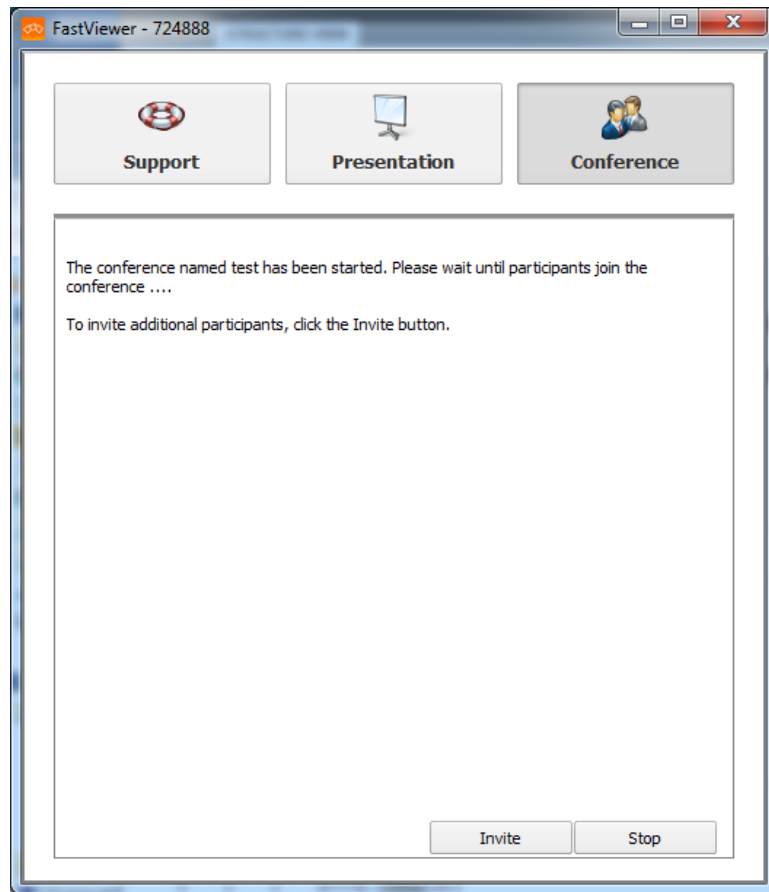 FastViewer - 724888
Support
Presentation
Conference
The conference named test has been started. Please wait until participants join the
conference ....
To invite additional participants, click the Invite button.
Invite
Stop